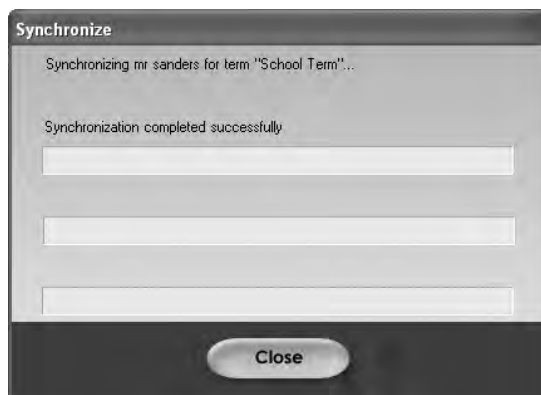 Synchronize
Synchronizing mr sanders for term "School Term"...
Synchronization completed successfully
Close